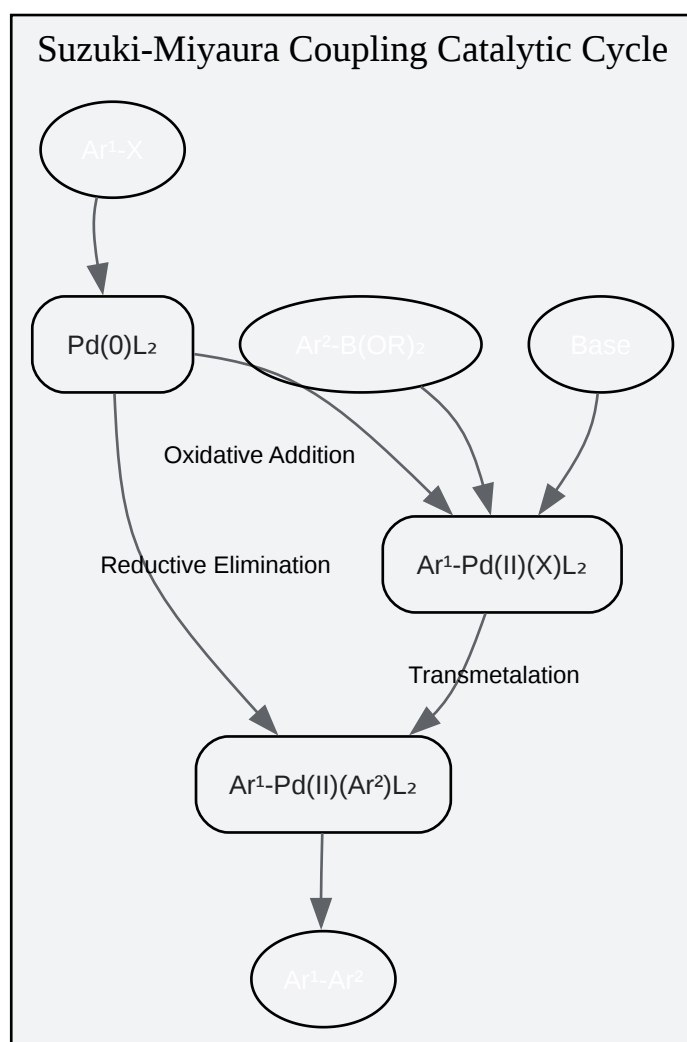 Suzuki-Miyaura Coupling Catalytic Cycle
Ar¹-X
Pd(0)L₂
Ar²-B(OR)₂
Base
Oxidative Addition
Reductive Elimination
Ar¹-Pd(II)(X)L₂
Transmetalation
Ar¹-Pd(II)(Ar²)L₂
Ar¹-Ar²